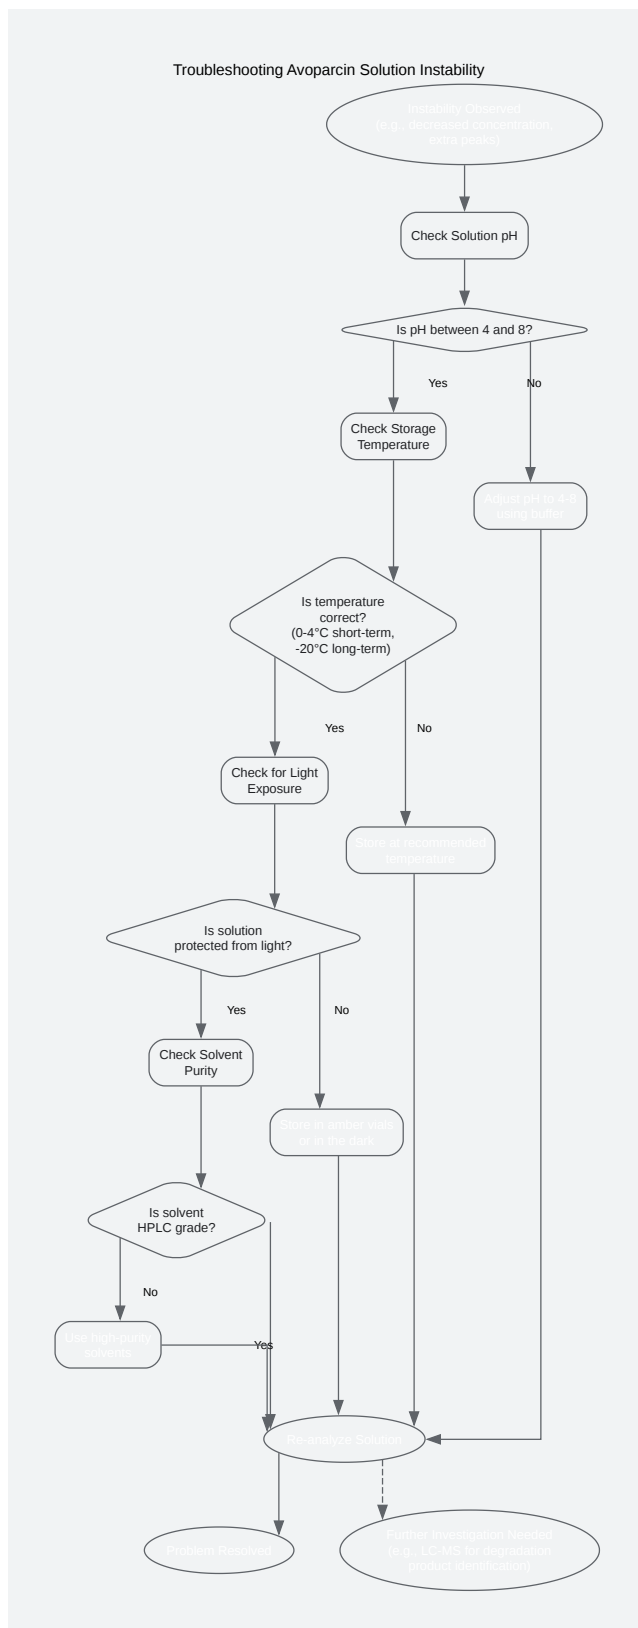 Troubleshooting Avoparcin Solution Instability
Instability Observed
(e.g., decreased concentration,
extra peaks)
Check Solution pH
Is pH between 4 and 8?
Yes
No
Check Storage
Temperature
Adjust pH to 4-8
using buffer
Is temperature
correct?
(0-4°C short-term,
-20°C long-term)
Yes
No
Check for Light
Exposure
Store at recommended
temperature
Is solution
protected from light?
Yes
No
Check Solvent
Purity
Store in amber vials
or in the dark
Is solvent
HPLC grade?
No
Use high-purity
solvents
Yes
Re-analyze Solution
Problem Resolved
Further Investigation Needed
(e.g., LC-MS for degradation
product identification)